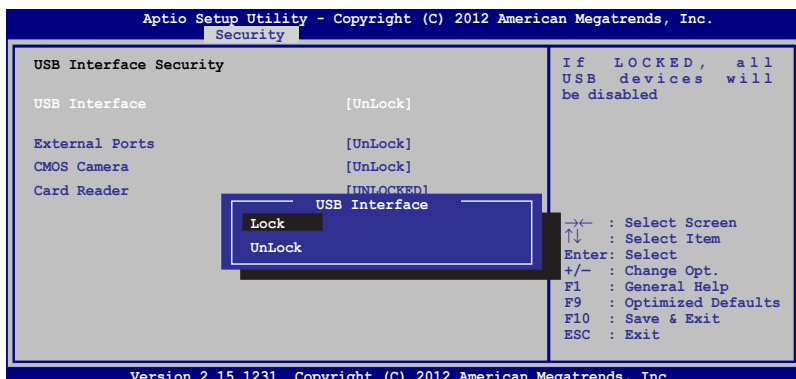 Aptio Setup Utility - Copyright (C) 2012 American Megatrends, Inc.
Security
USB Interface Security
USB Interface [UnLock]
External Ports [UnLock]
CMOS Camera [UnLock]
Card Reader [UNLOCKED]
USB Interface
Lock
UnLock
If LOCKED, all
USB devices will
be disabled
→← : Select Screen
↑↓ : Select Item
Enter: Select
+/— : Change Opt.
F1 : General Help
F9 : Optimized Defaults
F10 : Save & Exit
ESC : Exit
Version 2.15.1231. Copyright (C) 2012 American Megatrends, Inc.